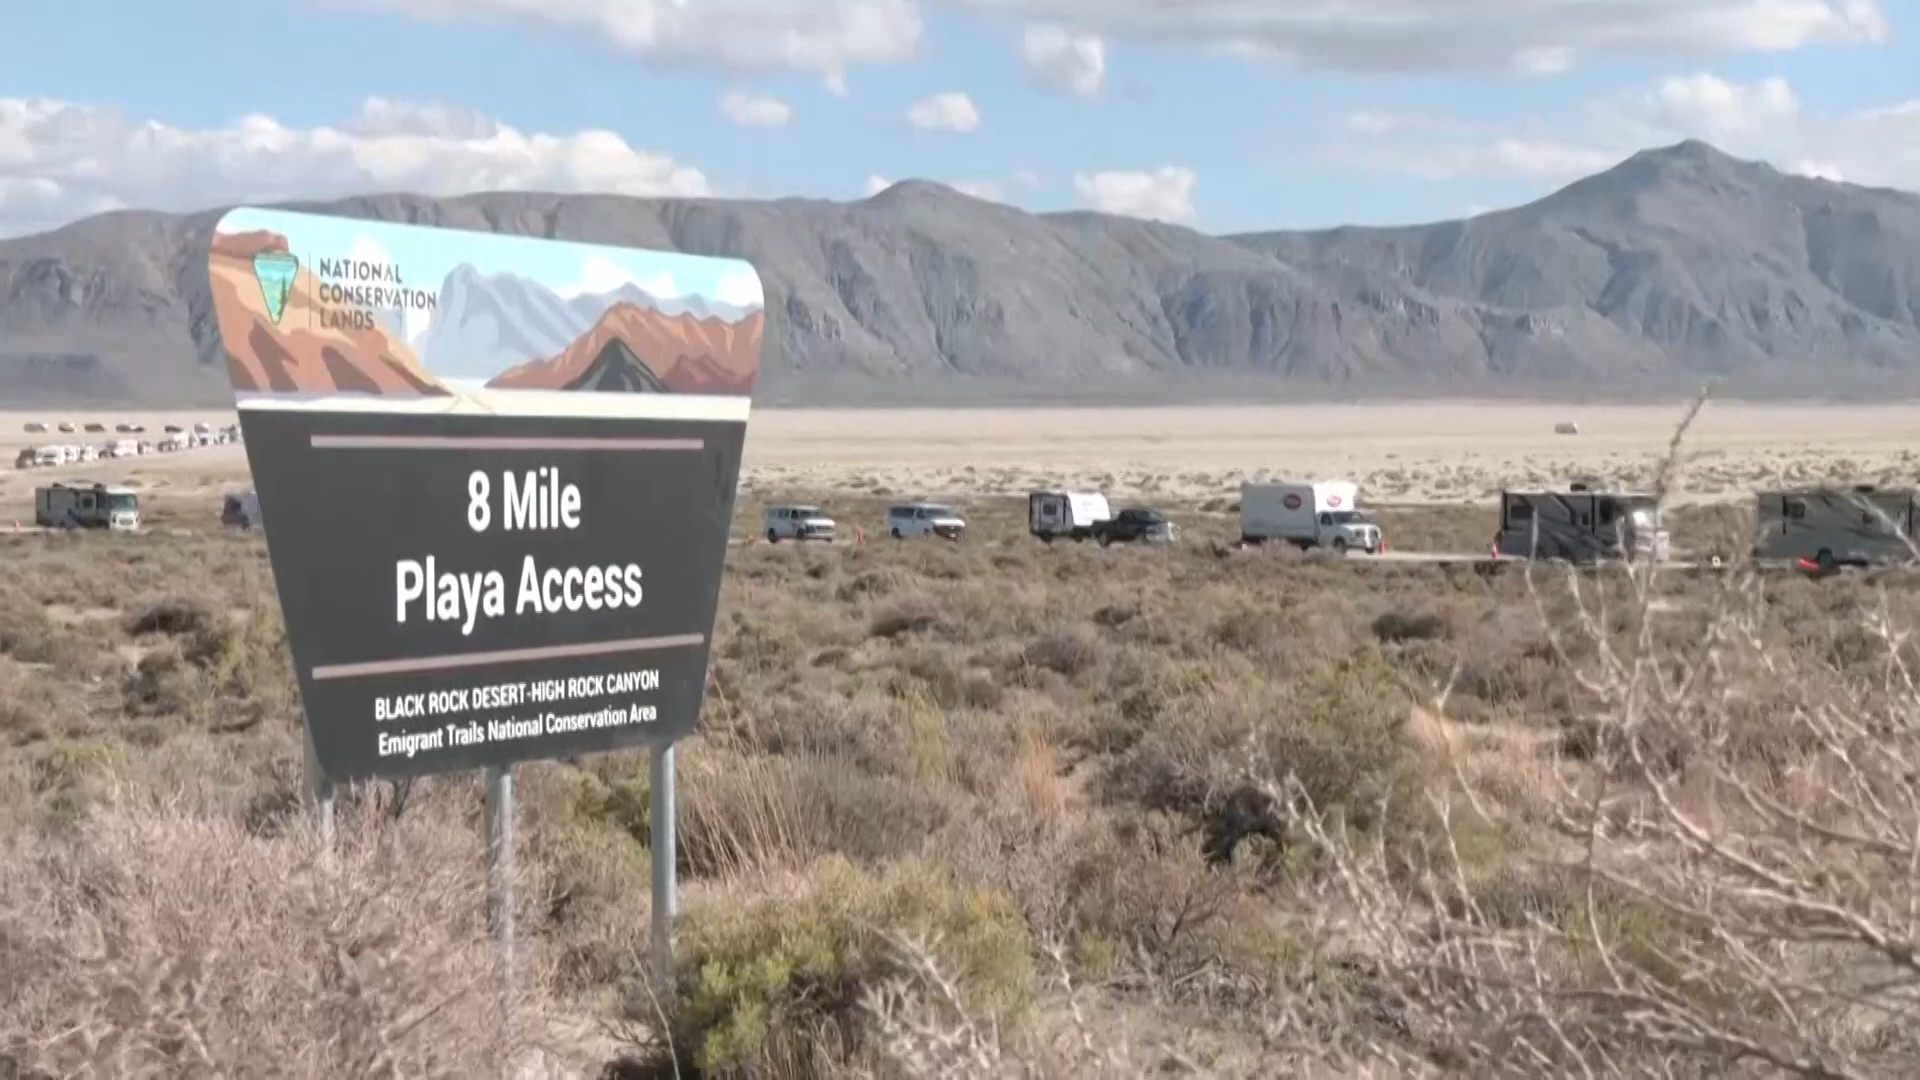 NATIONAL
CONSERVATION
LANDS
8 Mile
Playa Access
BLACK ROCK DESERT-HIGH ROCK CANYON
Emigrant Trails National Conservation Area